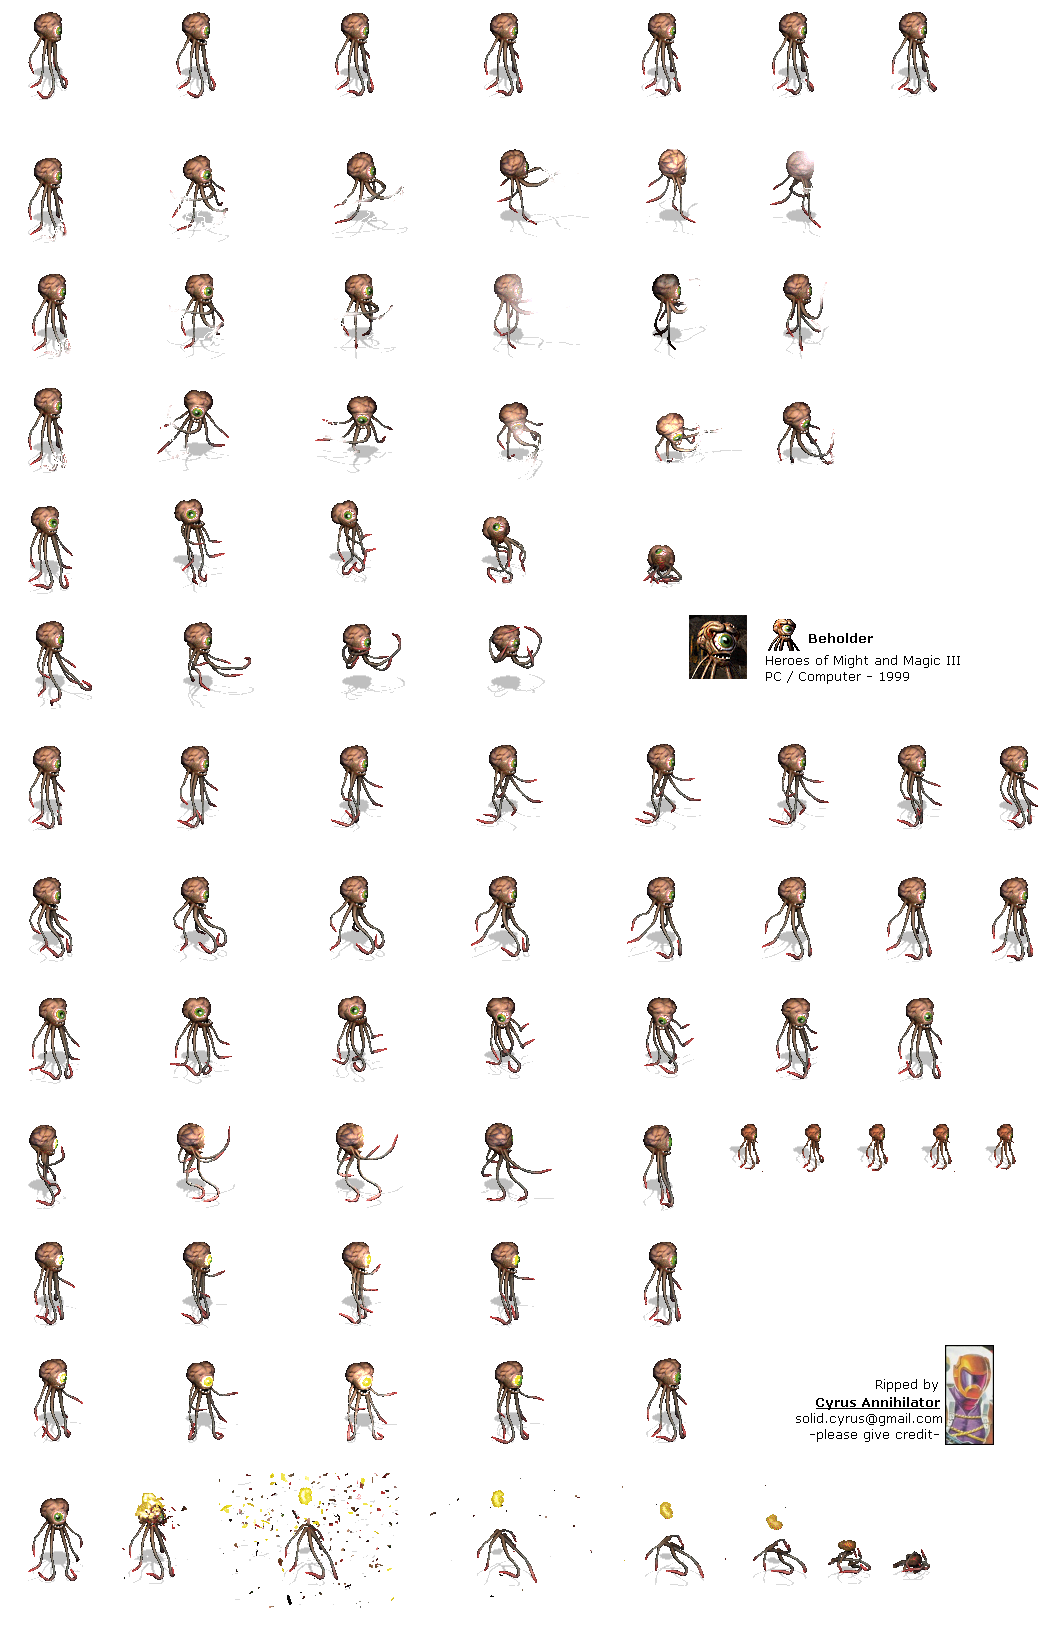 Beholder
Heroes of Might and Magic III
PC / Computer - 1999
Ripped by
Cyrus Annihilator
solid.cyrus@gmail.com
-please give credit-